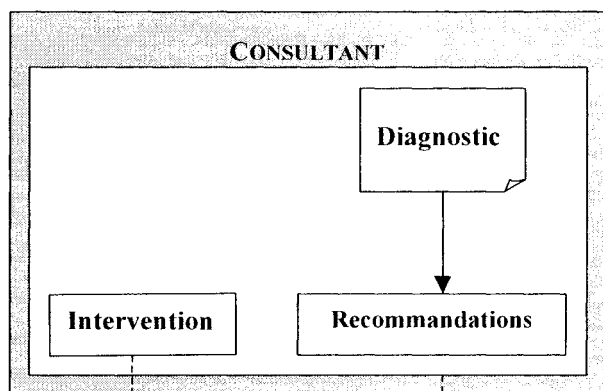 CONSULTANT
Diagnostic
Intervention
Recommandations